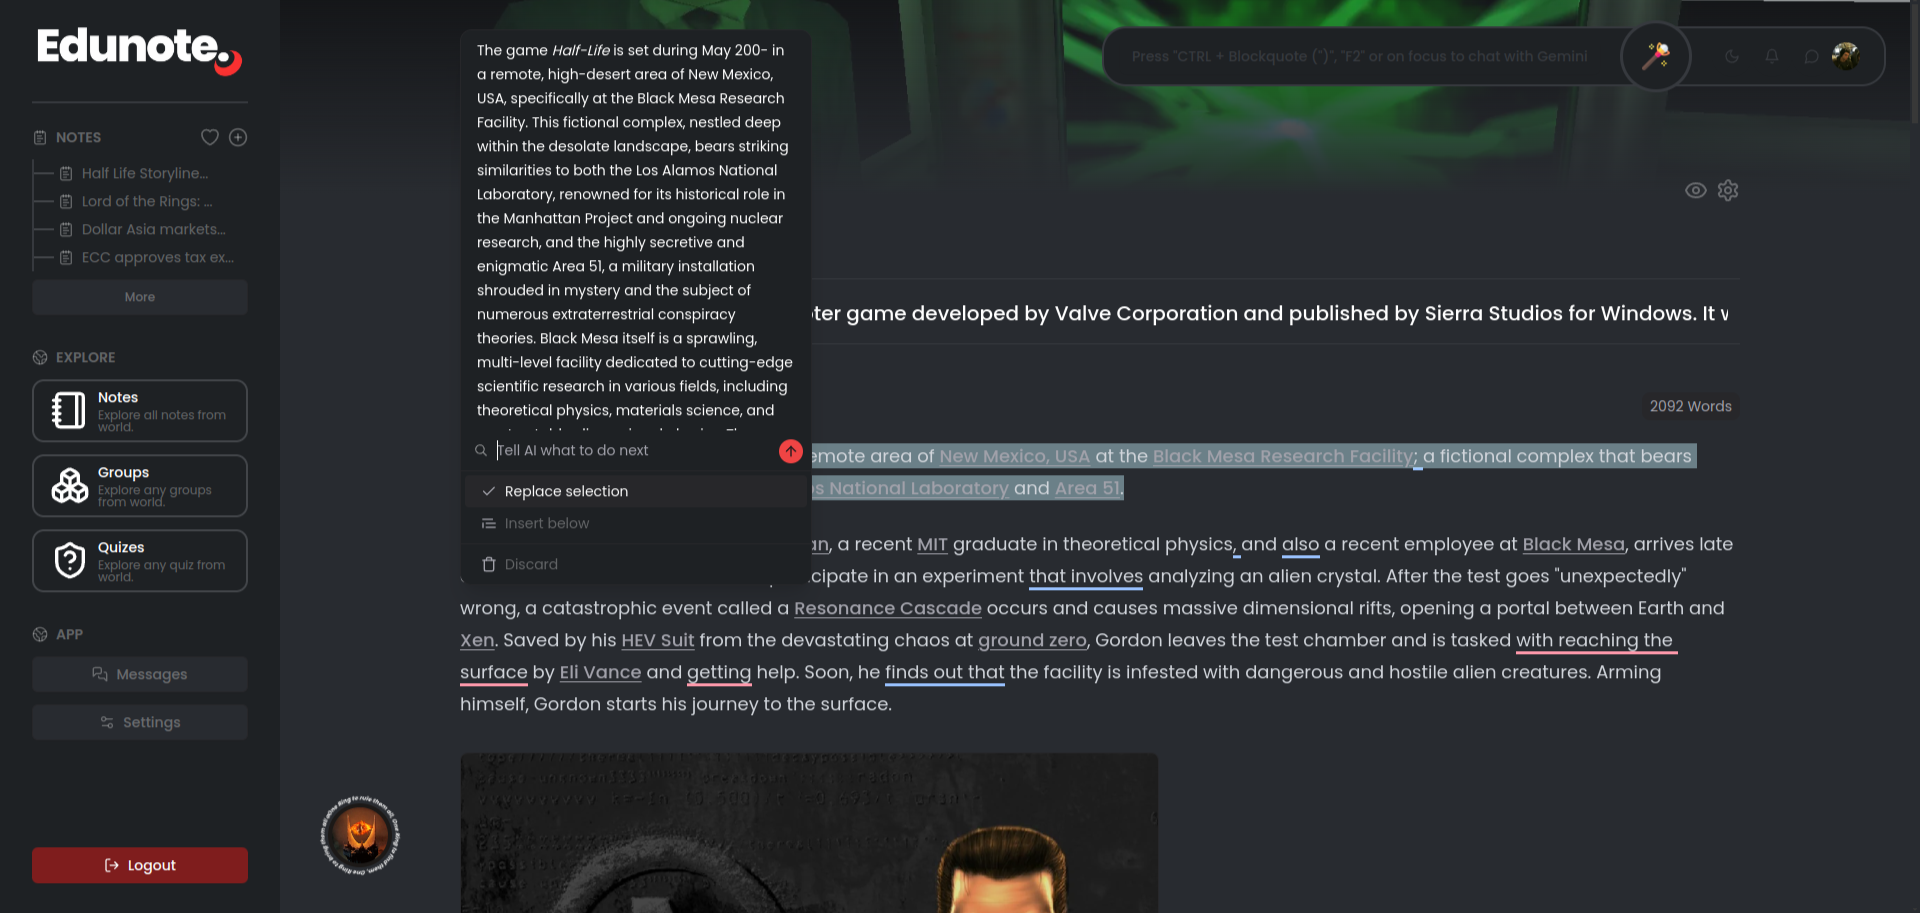 Edunote.
NOTES
Half Life Storyline...
Lord of the Rings: ...
Dollar Asia markets...
ECC approves tax ex...
More
EXPLORE
Notes
Explore all notes from
world.
Groups
Explore any groups
from world.
Quizes
Explore any quiz from
world.
APP
Messages
Settings
Logout
Press "CTRL + Blockquote (")", "F2" or on focus to chat with Gemini
The game Half-Life is set during May 200- in
a remote, high-desert area of New Mexico,
USA, specifically at the Black Mesa Research
Facility. This fictional complex, nestled deep
within the desolate landscape, bears striking
similarities to both the Los Alamos National
Laboratory, renowned for its historical role in
the Manhattan Project and ongoing nuclear
research, and the highly secretive and
enigmatic Area 51, a military installation
shrouded in mystery and the subject of
numerous extraterrestrial conspiracy
theories. Black Mesa itself is a sprawling,
multi-level facility dedicated to cutting-edge
scientific research in various fields, including
theoretical physics, materials science, and
Tell AI what to do next
Replace selection
Insert below
Discard
ter game developed by Valve Corporation and published by Sierra Studios for Windows. It
2092 Words
emote area of New Mexico, USA at the Black Mesa Research Facility; a fictional complex that bears
s National Laboratory and Area 51.
an, a recent MIT graduate in theoretical physics, and also a recent employee at Black Mesa, arrives late
cipate in an experiment that involves analyzing an alien crystal. After the test goes "unexpectedly"
wrong, a catastrophic event called a Resonance Cascade occurs and causes massive dimensional rifts, opening a portal between Earth and
Xen. Saved by his HEV Suit from the devastating chaos at ground zero, Gordon leaves the test chamber and is tasked with reaching the
surface by Eli Vance and getting help. Soon, he finds out that the facility is infested with dangerous and hostile alien creatures. Arming
himself, Gordon starts his journey to the surface.